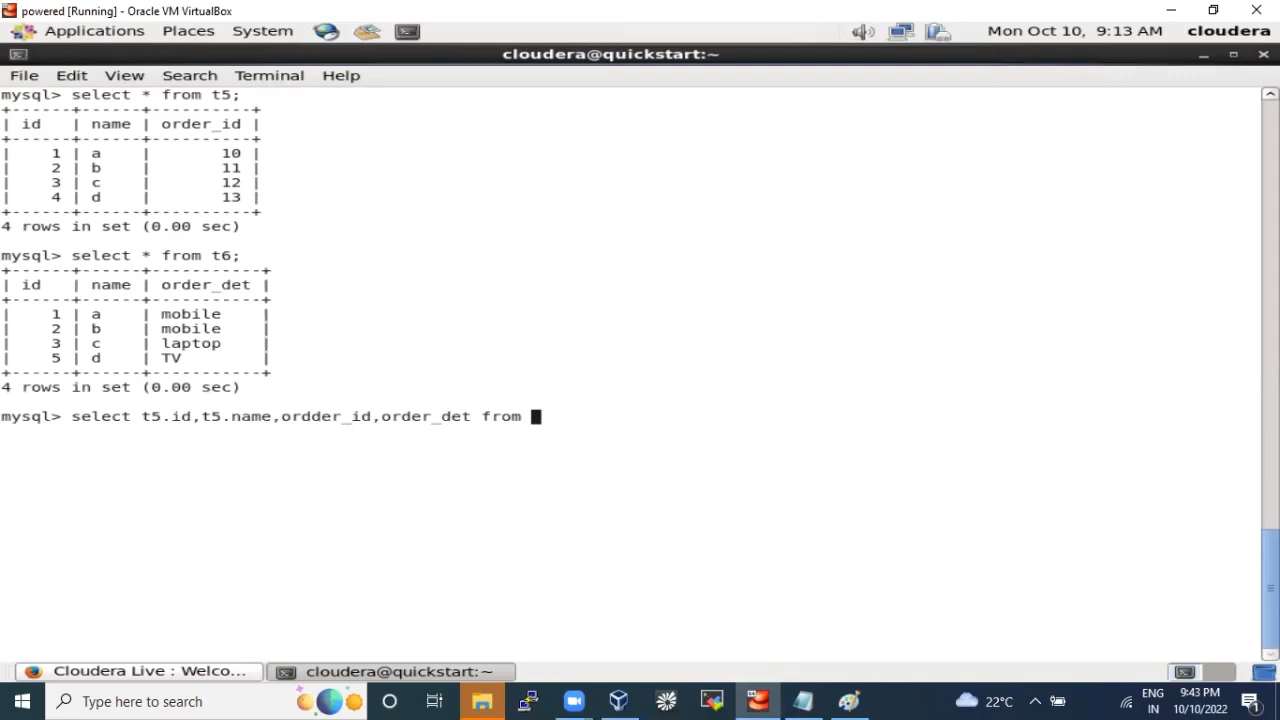 powered [Running] - Oracle VM VirtualBox
Applications Places System Mon Oct 10, 9:13 AM cloudera
cloudera@quickstart:~
File Edit View Search Terminal Help
mysql> select * from t5;
+------+------+----------+
| id   | name | order_id |
+------+------+----------+
|    1 | a    |       10 |
|    2 | b    |       11 |
|    3 | c    |       12 |
|    4 | d    |       13 |
+------+------+----------+
4 rows in set (0.00 sec)
mysql> select * from t6;
+------+------+-----------+
| id   | name | order_det |
+------+------+-----------+
|    1 | a    | mobile    |
|    2 | b    | mobile    |
|    3 | c    | laptop    |
|    5 | d    | TV        |
+------+------+-----------+
4 rows in set (0.00 sec)
mysql> select t5.id,t5.name,ordder_id,order_det from
Cloudera Live : Welco... cloudera@quickstart:~
Type here to search 22°C ENG 9:43 PM
IN 10/10/2022 1